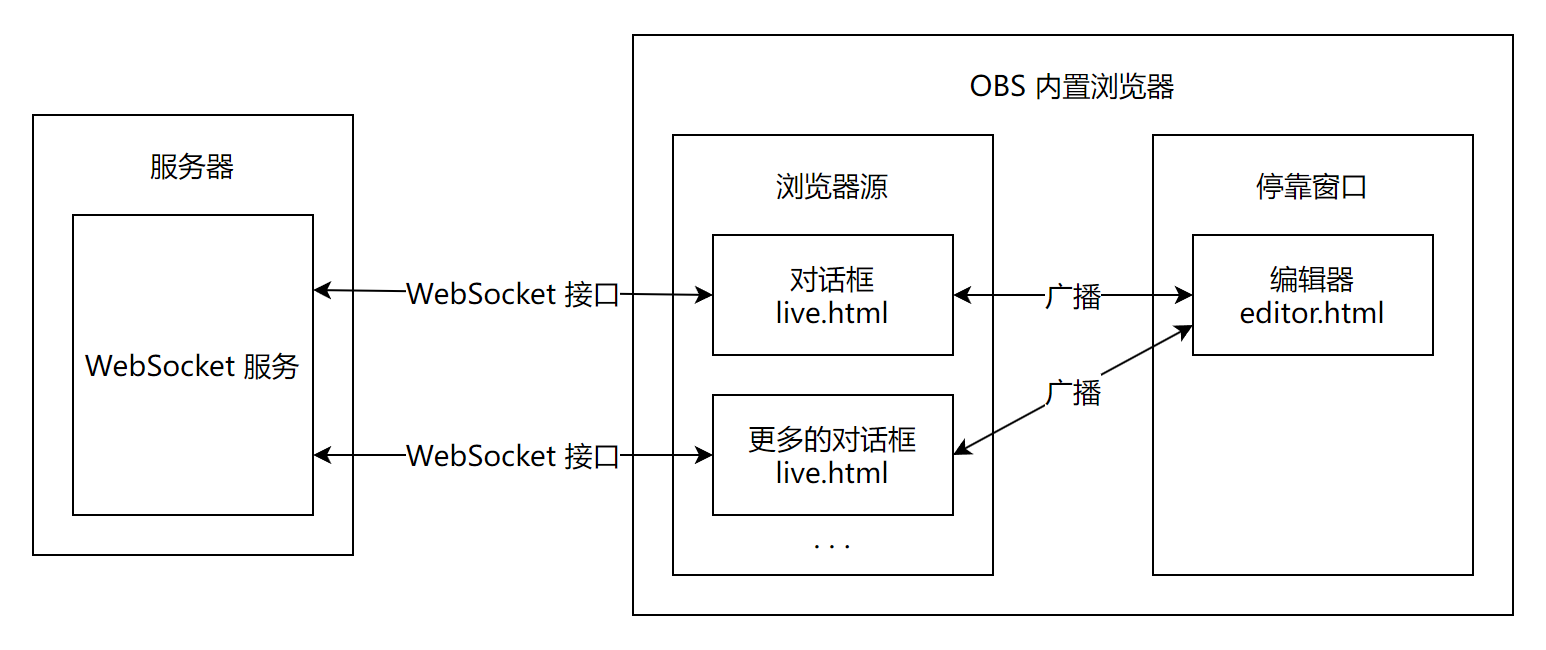 OBS 内置浏览器
服务器
浏览器源
停靠窗口
WebSocket 服务
WebSocket 接口
对话框
live.html
广播
编辑器
editor.html
广播
WebSocket 接口
更多的对话框
live.html
...